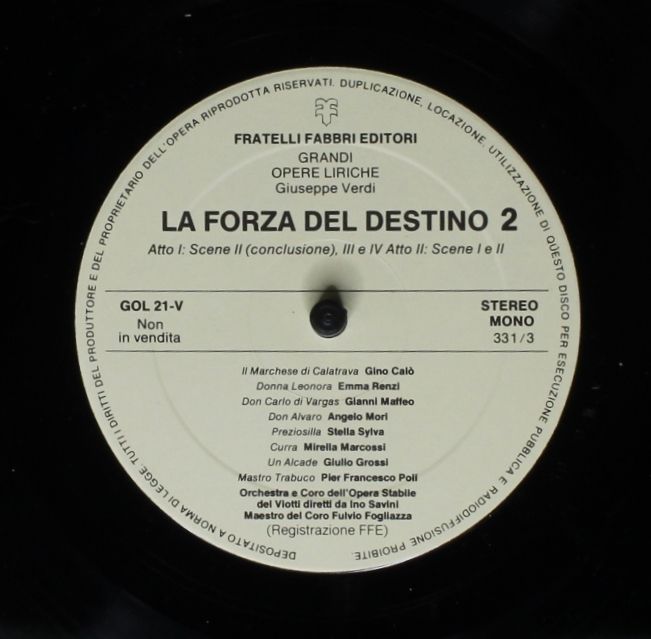 DEPOSITATO A NORMA DI LEGGE. TUTTI I DIRITTI DEL PRODUTTORE E DEL PROPRIETARIO DELL'OPERA RIPRODOTTA RISERVATI. DUPLICAZIONE, LOCAZIONE, UTILIZZAZIONE DI QUESTO DISCO PER ESECUZIONE PUBBLICA E RADIODIFFUSIONE PROIBITE.
FRATELLI FABBRI EDITORI
GRANDI
OPERE LIRICHE
Giuseppe Verdi
LA FORZA DEL DESTINO 2
Atto I: Scene II (conclusione), III e IV Atto II: Scene I e II
GOL 21-V
Non
in vendita
STEREO
MONO
331/3
Il Marchese di Calatrava Gino Calò
Donna Leonora Emma Renzi
Don Carlo di Vargas Gianni Maffeo
Don Alvaro Angelo Mori
Preziosilla Stella Sylva
Curra Mirella Marcossi
Un Alcade Giulio Grossi
Mastro Trabuco Pier Francesco Poli
Orchestra e Coro dell'Opera Stabile
del Viotti diretti da Ino Savini
Maestro del Coro Fulvio Fogliazza
(Registrazione FFE)